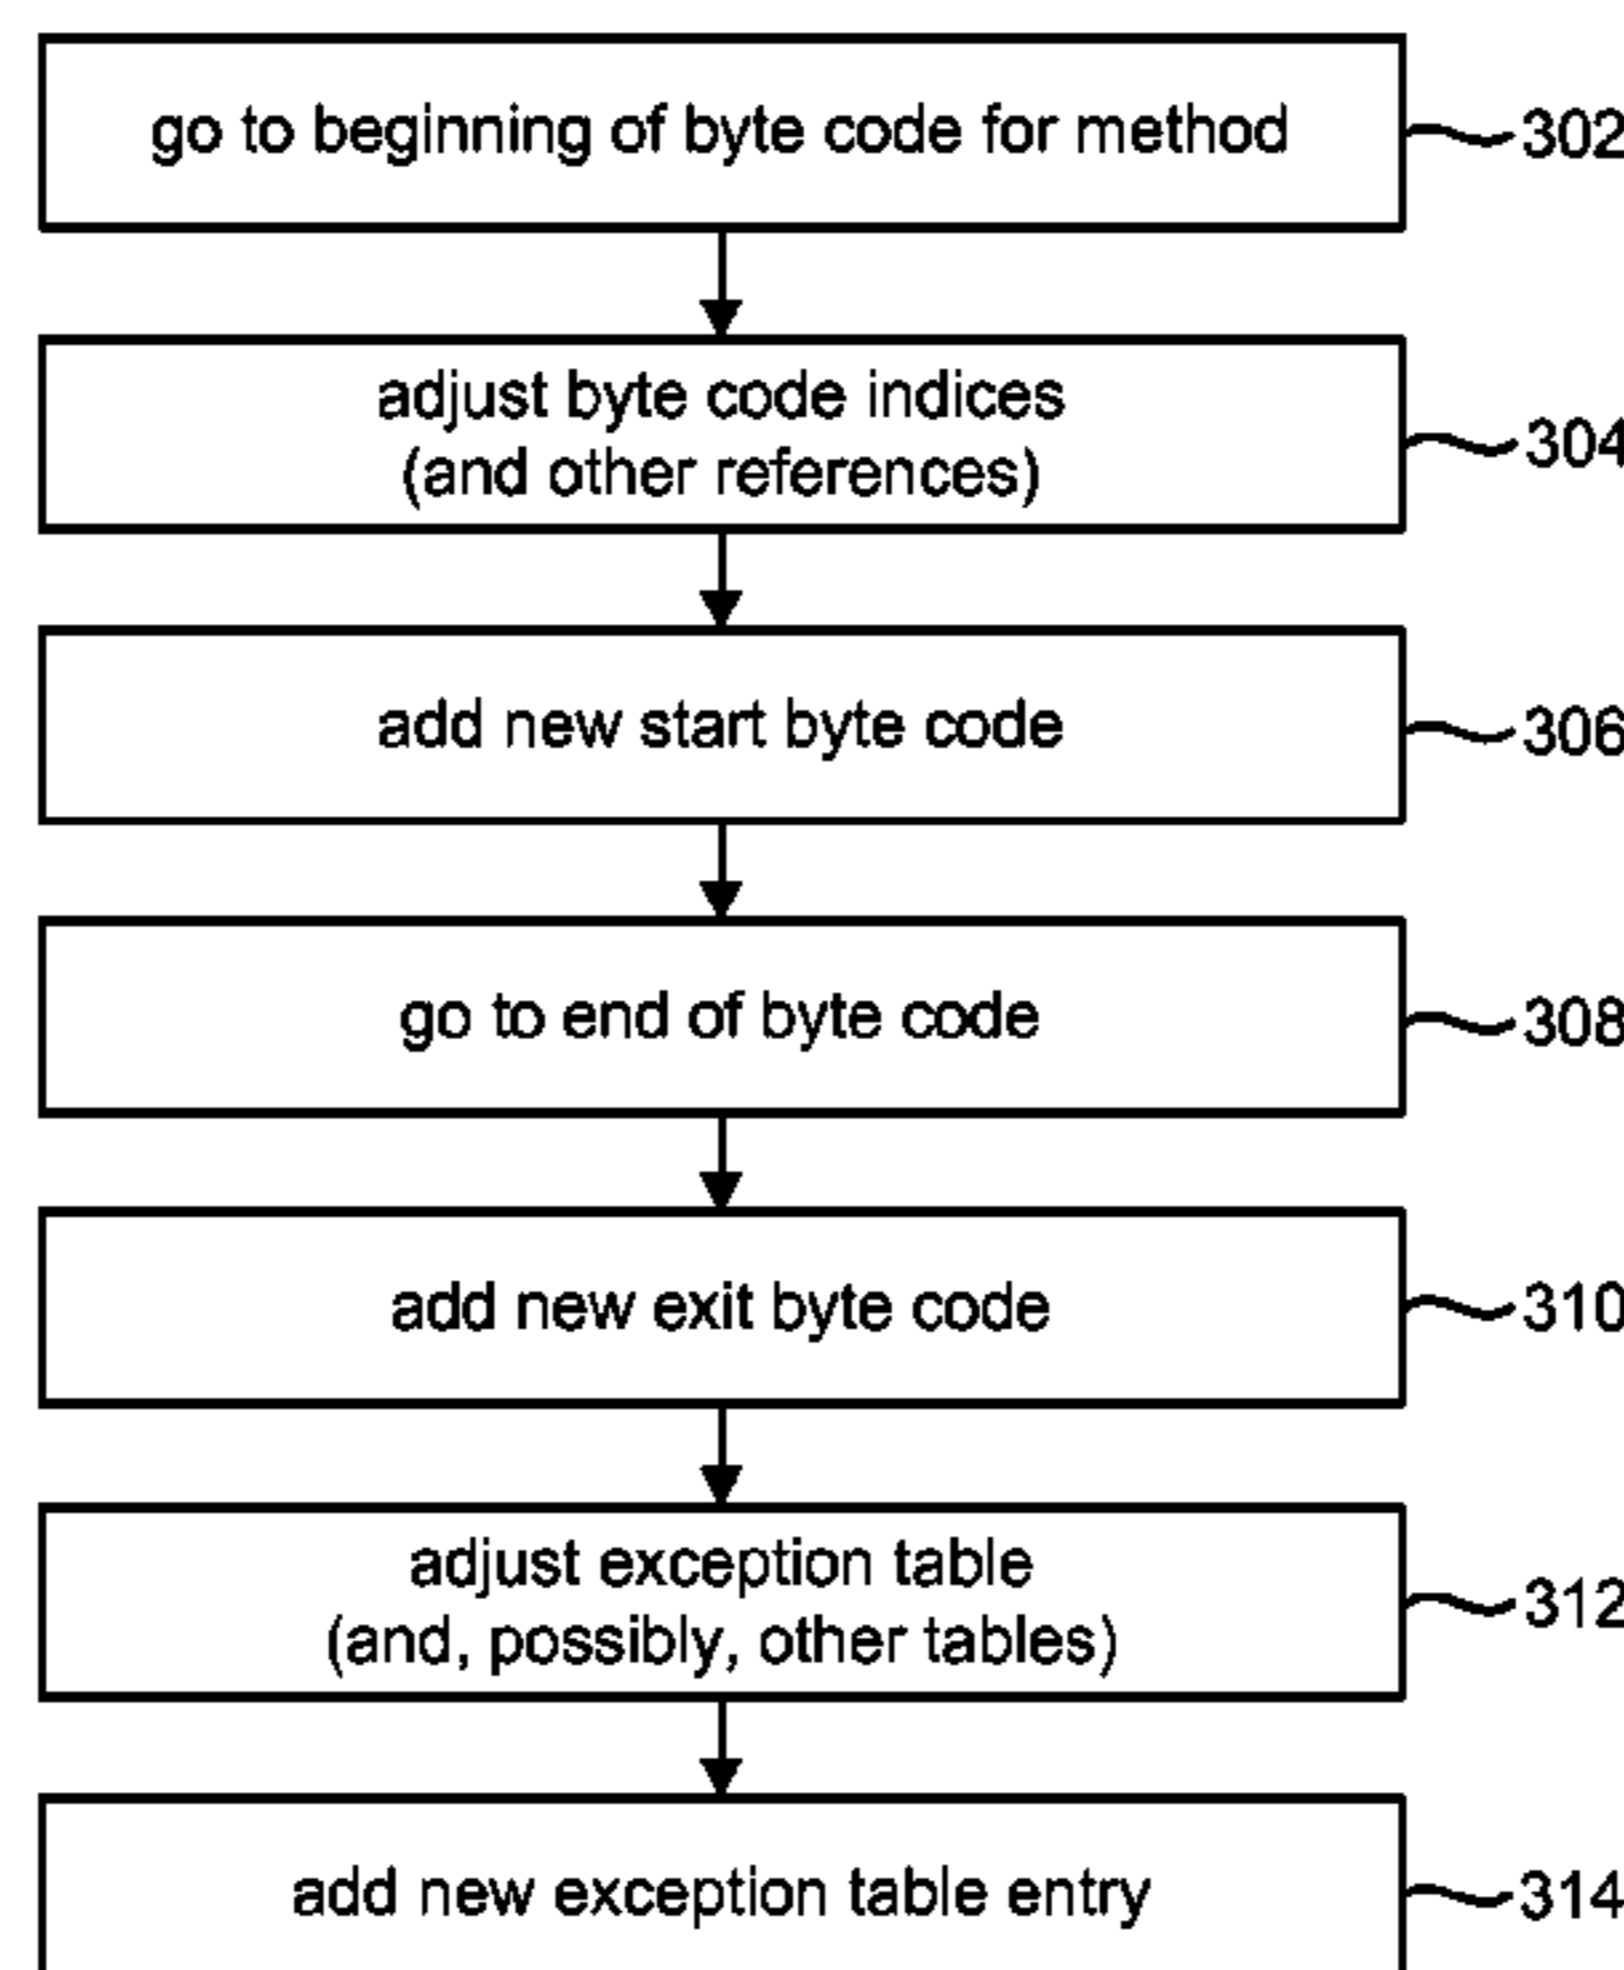 go to beginning of byte code for method
302
adjust byte code indices
(and other references)
304
add new start byte code
306
go to end of byte code
308
add new exit byte code
310
adjust exception table
(and, possibly, other tables)
312
add new exception table entry
314